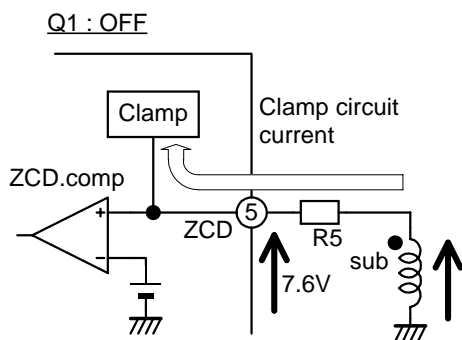 Q1 : OFF
Clamp
Clamp circuit
current
ZCD.comp
+
5
ZCD
R5
−
7.6V
sub